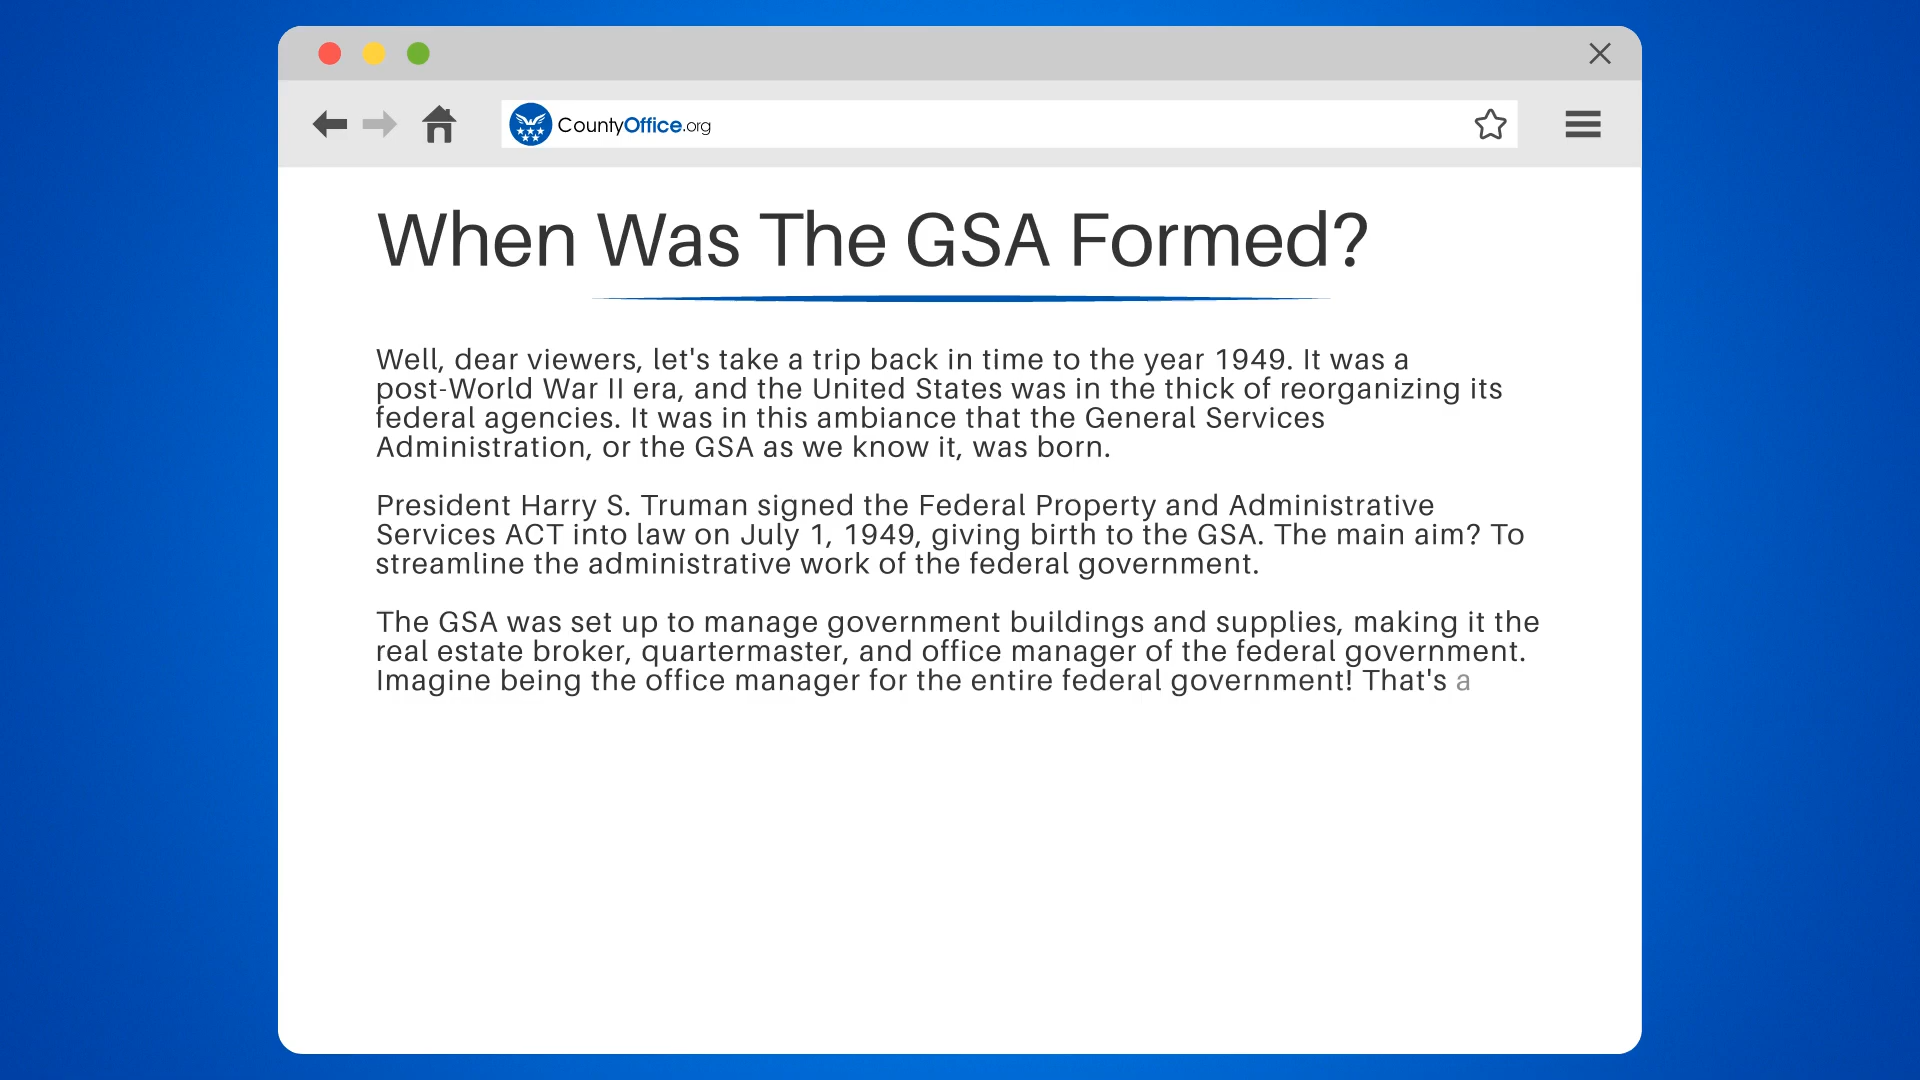 CountyOffice.org
When Was The GSA Formed?
Well, dear viewers, let's take a trip back in time to the year 1949. It was a
post-World War II era, and the United States was in the thick of reorganizing its
federal agencies. It was in this ambiance that the General Services
Administration, or the GSA as we know it, was born.
President Harry S. Truman signed the Federal Property and Administrative
Services ACT into law on July 1, 1949, giving birth to the GSA. The main aim? To
streamline the administrative work of the federal government.
The GSA was set up to manage government buildings and supplies, making it the
real estate broker, quartermaster, and office manager of the federal government.
Imagine being the office manager for the entire federal government! That's a